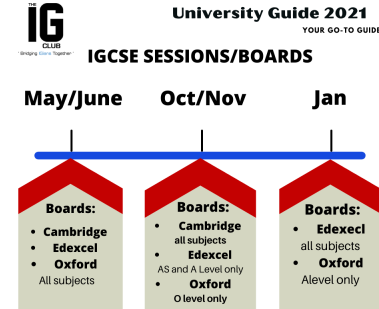 THE
IG
CLUB
"Bridging Elans Together"
University Guide 2021
YOUR GO-TO GUIDE
IGCSE SESSIONS/BOARDS
May/June
Oct/Nov
Jan
Boards:
• Cambridge
• Edexcel
• Oxford
All subjects
Boards:
• Cambridge
all subjects
• Edexcel
AS and A Level only
• Oxford
O level only
Boards:
• Edexecl
all subjects
• Oxford
Alevel only